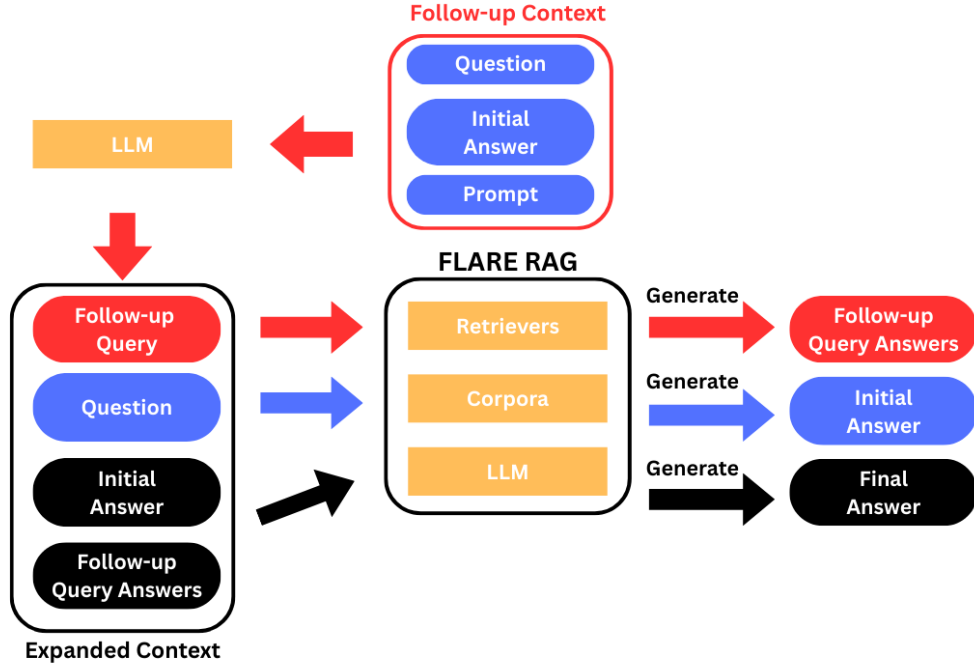 Follow-up Context
Question
Initial
Answer
Prompt
LLM
FLARE RAG
Follow-up
Query
Question
Initial
Answer
Follow-up
Query Answers
Expanded Context
Retrievers
Corpora
LLM
Generate
Follow-up
Query Answers
Generate
Initial
Answer
Generate
Final
Answer